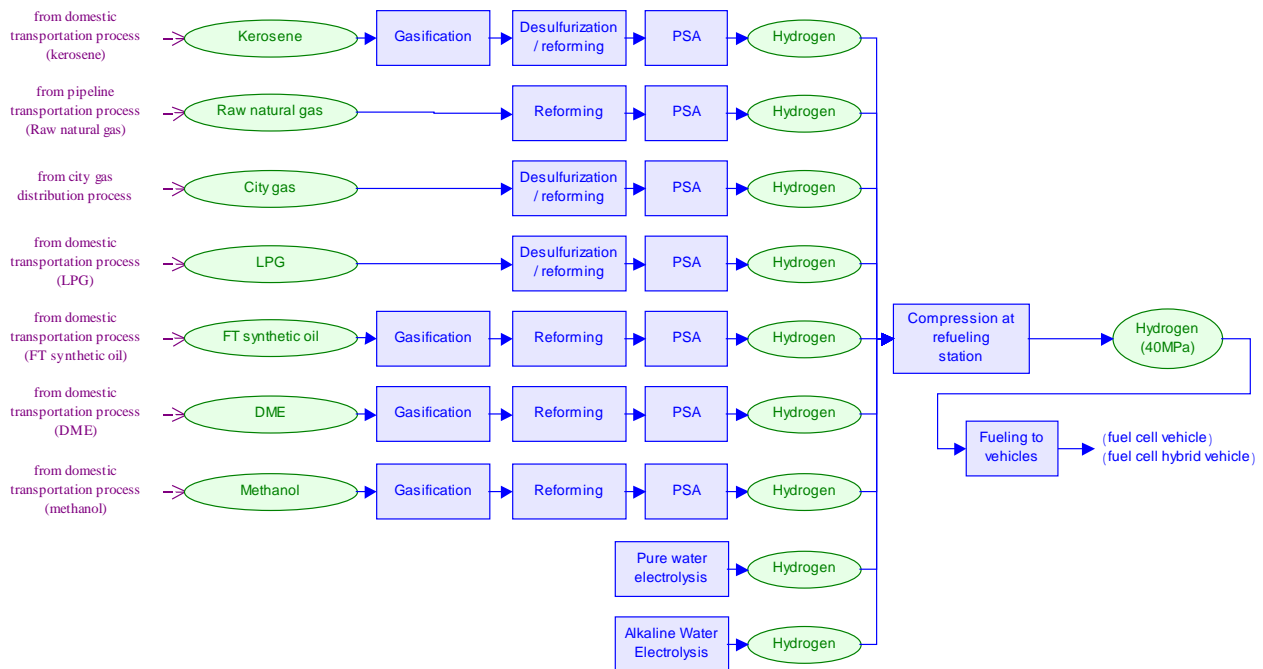 from domestic
transportation process
(kerosene)
Kerosene
Gasification
Desulfurization
/ reforming
PSA
Hydrogen
from pipeline
transportation process
(Raw natural gas)
Raw natural gas
Reforming
PSA
Hydrogen
from city gas
distribution process
City gas
Desulfurization
/ reforming
PSA
Hydrogen
from domestic
transportation process
(LPG)
LPG
Desulfurization
/ reforming
PSA
Hydrogen
from domestic
transportation process
(FT synthetic oil)
FT synthetic oil
Gasification
Reforming
PSA
Hydrogen
Compression at
refueling
station
Hydrogen
(40MPa)
from domestic
transportation process
(DME)
DME
Gasification
Reforming
PSA
Hydrogen
Fueling to
vehicles
(fuel cell vehicle)
(fuel cell hybrid vehicle)
from domestic
transportation process
(methanol)
Methanol
Gasification
Reforming
PSA
Hydrogen
Pure water
electrolysis
Hydrogen
Alkaline Water
Electrolysis
Hydrogen